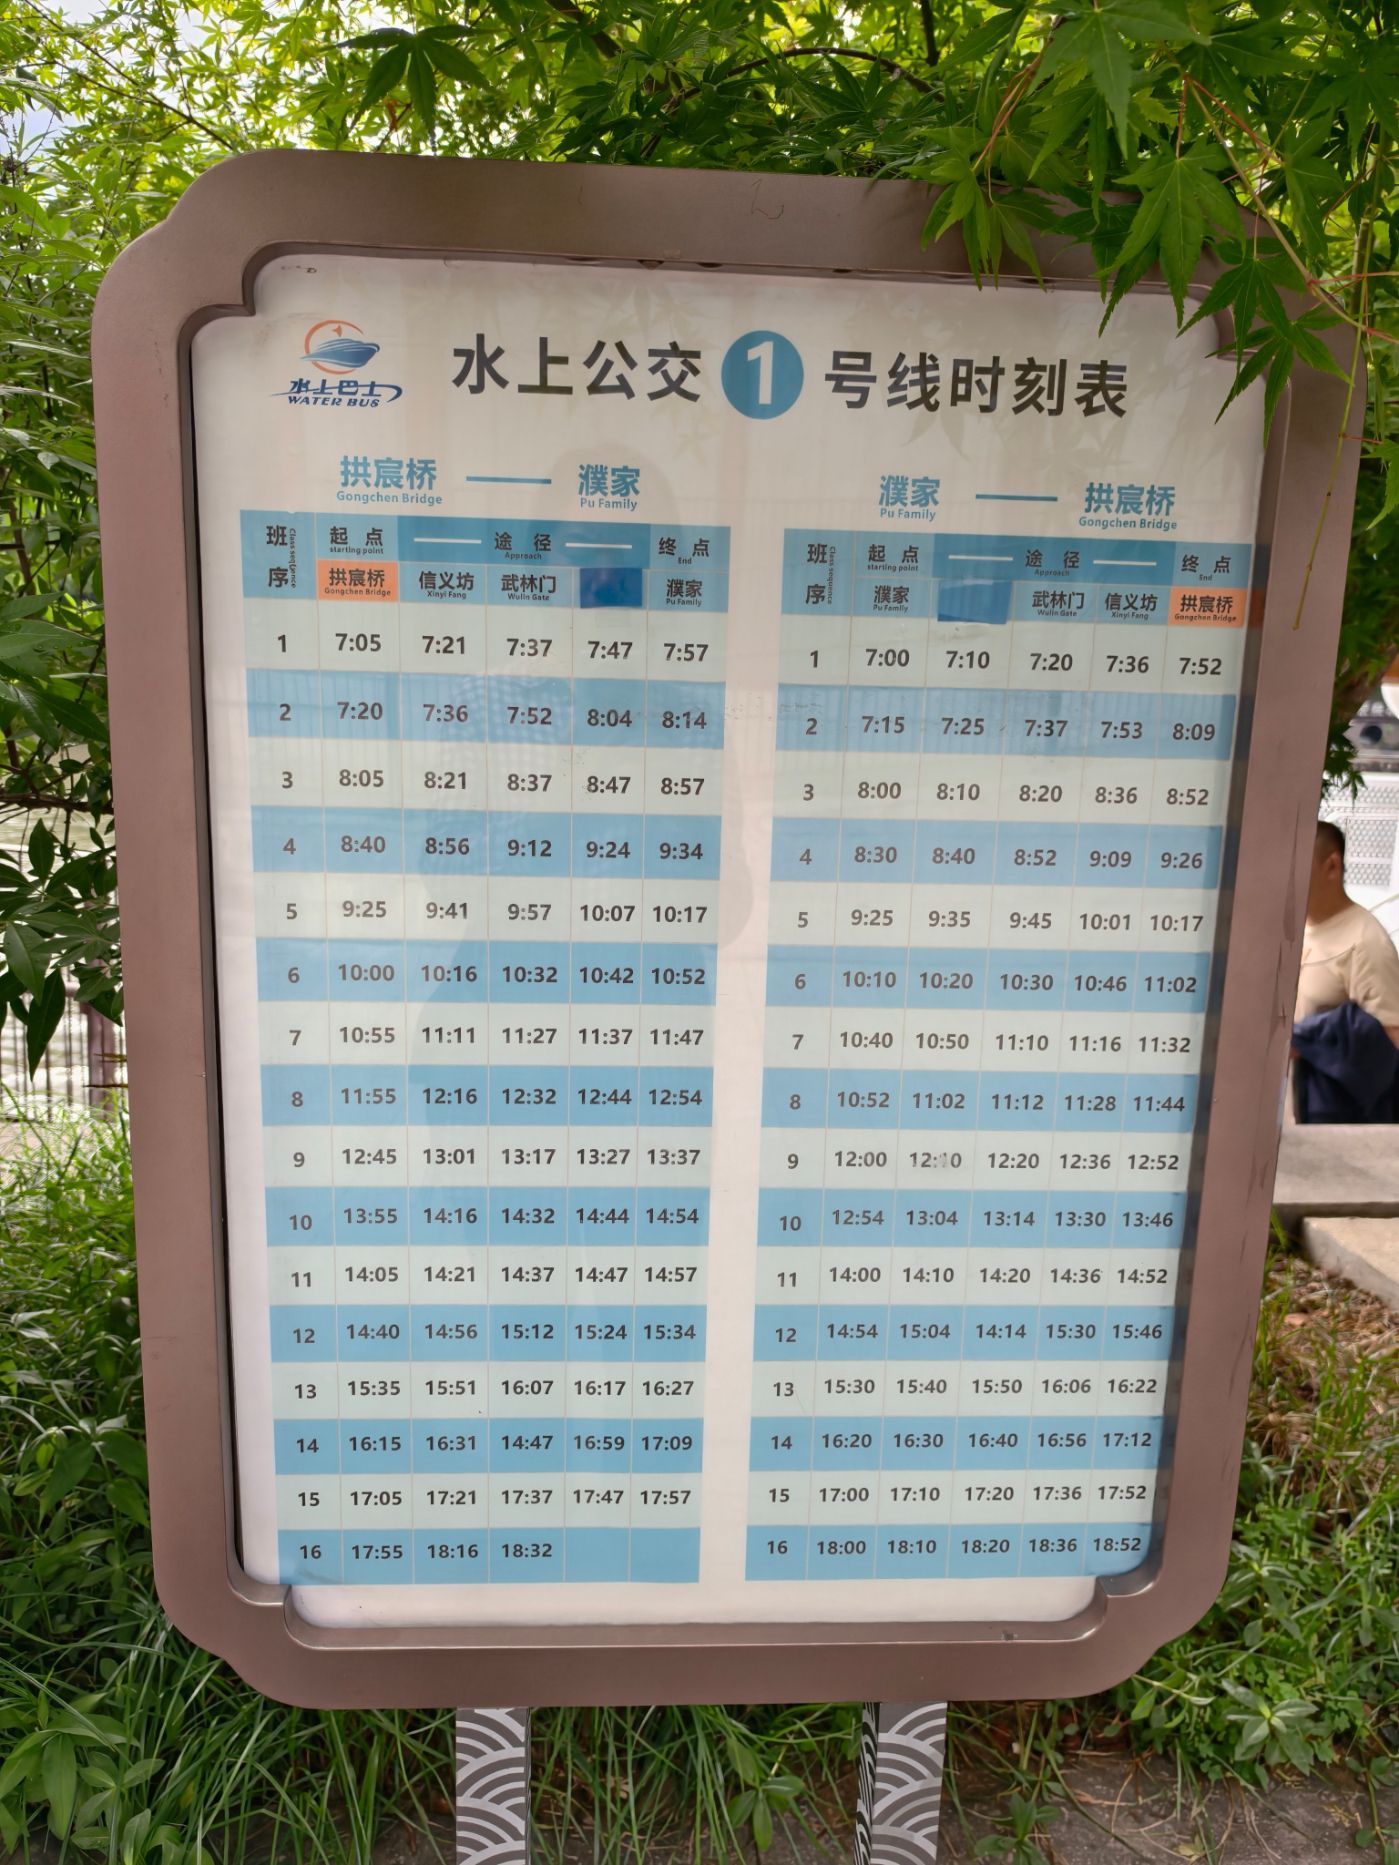 水上巴士
WATER BUS
水上公交1号线时刻表
拱宸桥 —— 濮家
Gongchen Bridge Pu Family
班序 起点 途径 终点
Class sequence starting point Approach End
拱宸桥 信义坊 武林门 濮家
Gongchen Bridge Xinyi Fang Wulin Gate Pu Family
1 7:05 7:21 7:37 7:47 7:57
2 7:20 7:36 7:52 8:04 8:14
3 8:05 8:21 8:37 8:47 8:57
4 8:40 8:56 9:12 9:24 9:34
5 9:25 9:41 9:57 10:07 10:17
6 10:00 10:16 10:32 10:42 10:52
7 10:55 11:11 11:27 11:37 11:47
8 11:55 12:16 12:32 12:44 12:54
9 12:45 13:01 13:17 13:27 13:37
10 13:55 14:16 14:32 14:44 14:54
11 14:05 14:21 14:37 14:47 14:57
12 14:40 14:56 15:12 15:24 15:34
13 15:35 15:51 16:07 16:17 16:27
14 16:15 16:31 14:47 16:59 17:09
15 17:05 17:21 17:37 17:47 17:57
16 17:55 18:16 18:32
濮家 —— 拱宸桥
Pu Family Gongchen Bridge
班序 起点 途径 终点
Class sequence starting point Approach End
濮家 武林门 信义坊 拱宸桥
Pu Family Wulin Gate Xinyi Fang Gongchen Bridge
1 7:00 7:10 7:20 7:36 7:52
2 7:15 7:25 7:37 7:53 8:09
3 8:00 8:10 8:20 8:36 8:52
4 8:30 8:40 8:52 9:09 9:26
5 9:25 9:35 9:45 10:01 10:17
6 10:10 10:20 10:30 10:46 11:02
7 10:40 10:50 11:10 11:16 11:32
8 10:52 11:02 11:12 11:28 11:44
9 12:00 12:10 12:20 12:36 12:52
10 12:54 13:04 13:14 13:30 13:46
11 14:00 14:10 14:20 14:36 14:52
12 14:54 15:04 14:14 15:30 15:46
13 15:30 15:40 15:50 16:06 16:22
14 16:20 16:30 16:40 16:56 17:12
15 17:00 17:10 17:20 17:36 17:52
16 18:00 18:10 18:20 18:36 18:52